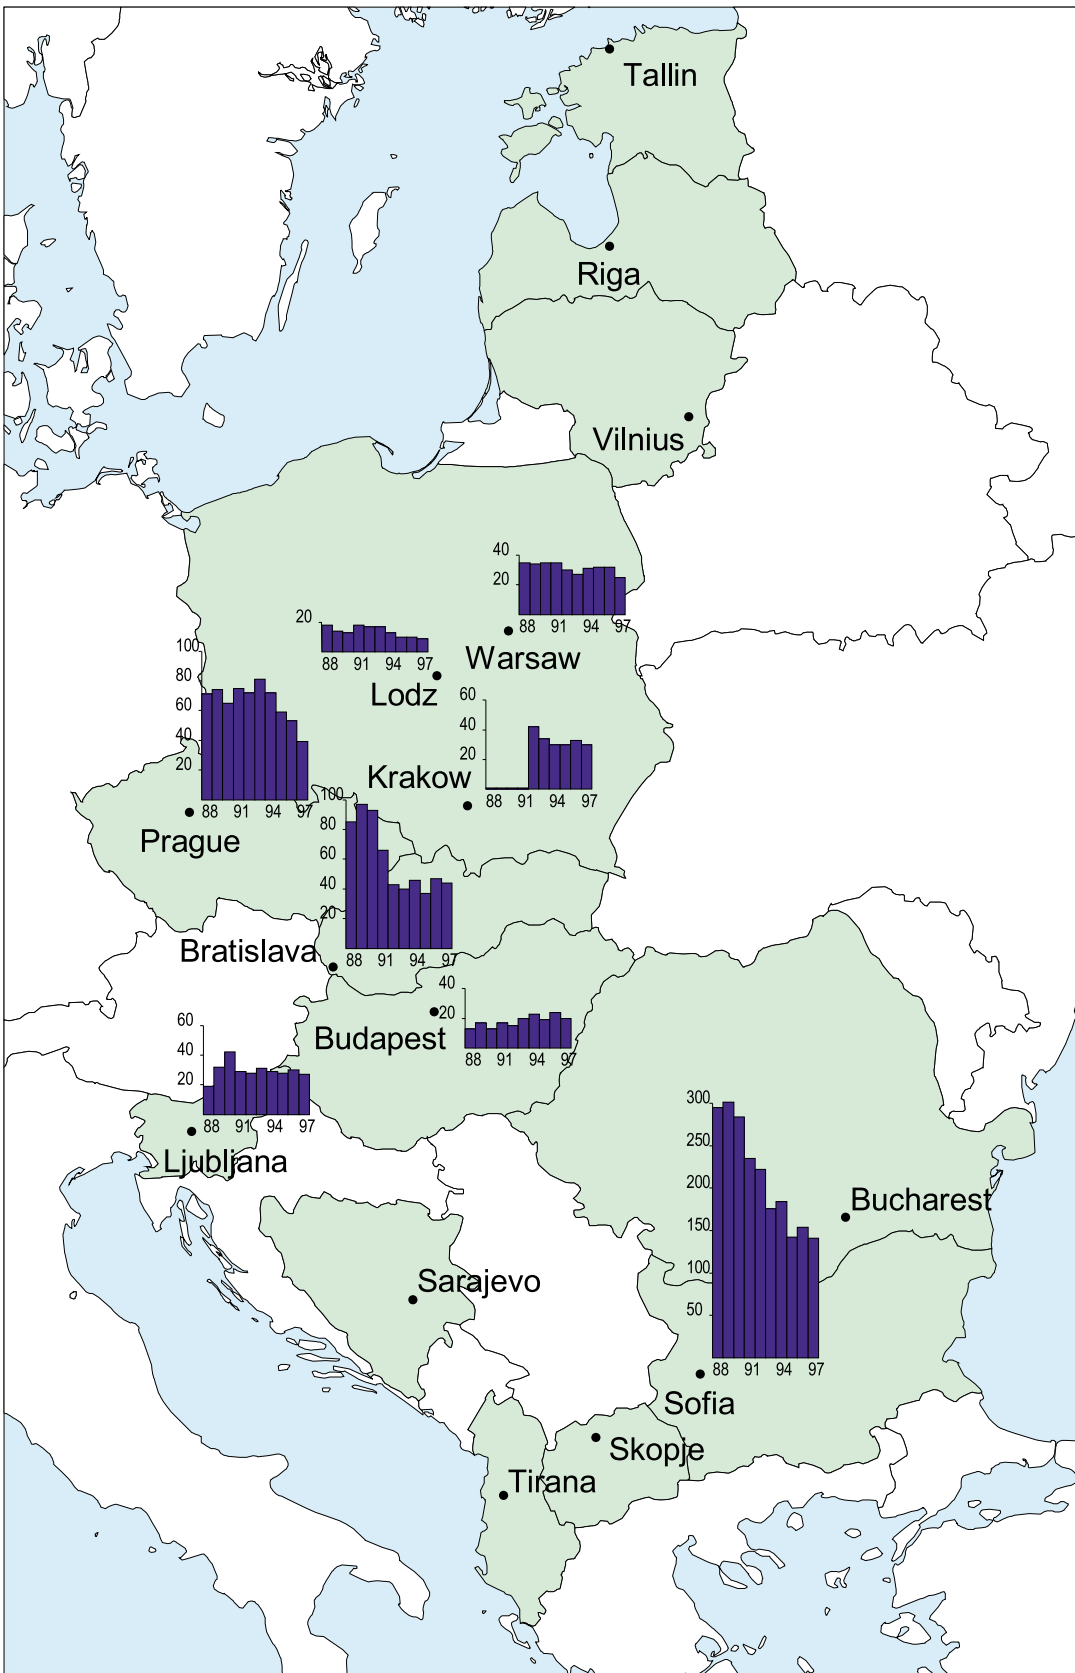 Tallin
Riga
Vilnius
40
20
88 91 94 97
Warsaw
20
88 91 94 97
Lodz
100
80
60
40
20
88 91 94 97
Prague
60
40
20
88 91 94 97
Krakow
100
80
60
40
20
88 91 94 97
Bratislava
40
20
88 91 94 97
Budapest
60
40
20
88 91 94 97
Ljubljana
300
250
200
150
100
50
88 91 94 97
Bucharest
Sarajevo
Sofia
Skopje
Tirana